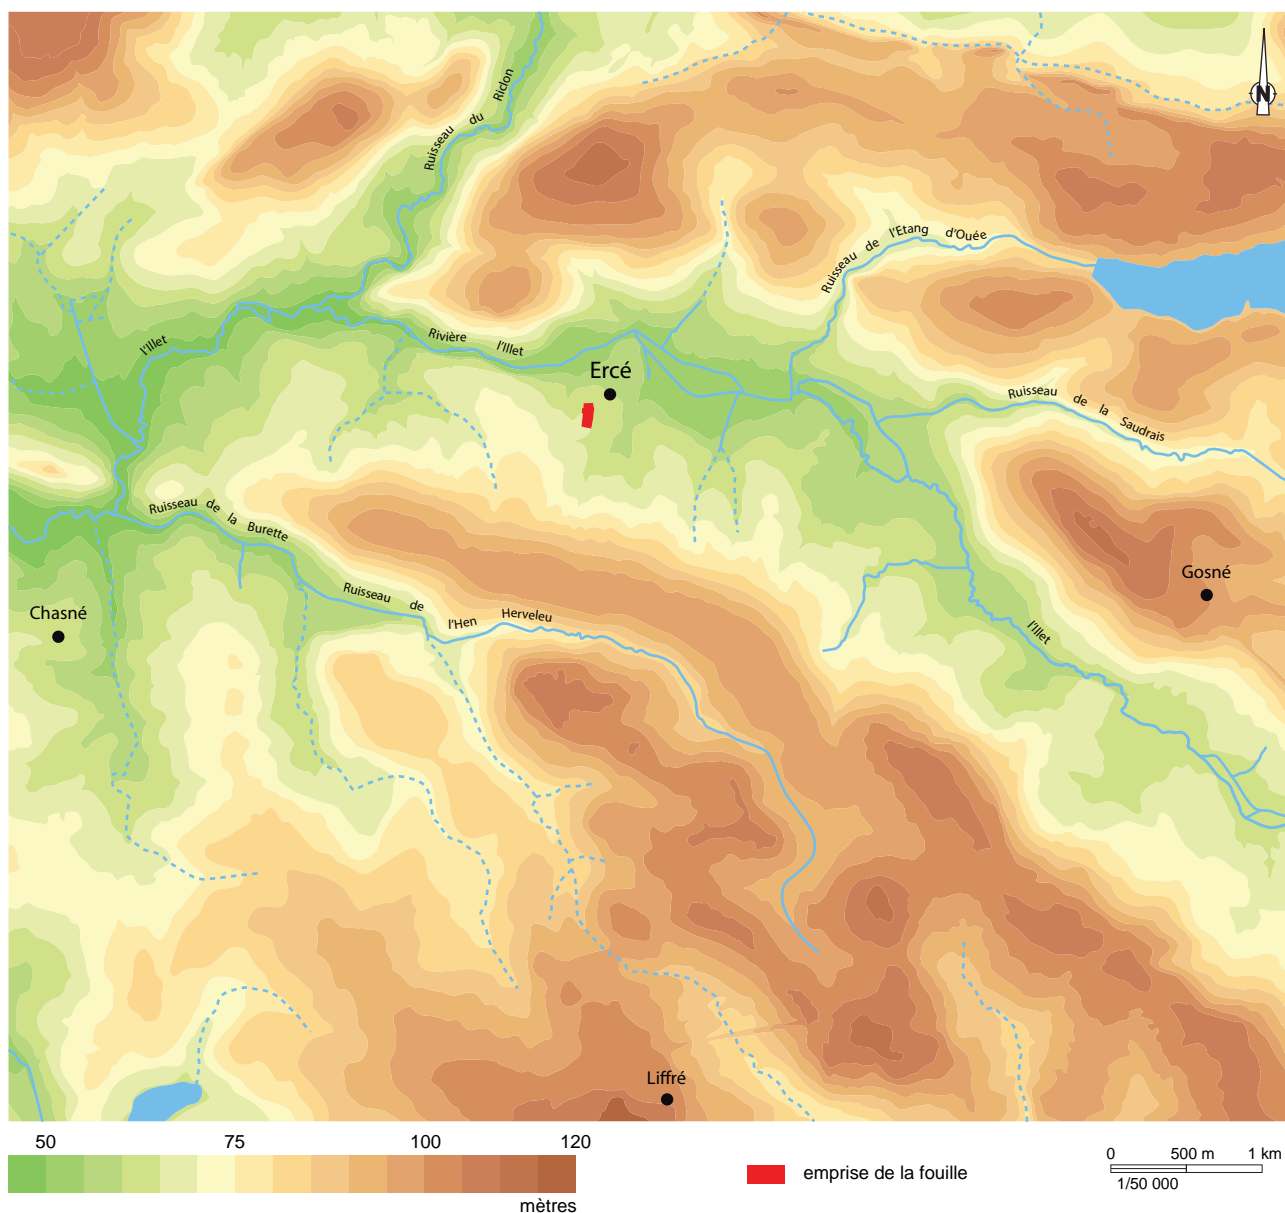 N
Ruisseau du Riclon
Ruisseau de l'Etang d'Ouée
l'Illet
Rivière l'Illet
Ercé
Ruisseau de la Saudrais
Ruisseau de la Burette
Gosné
Ruisseau de l'Hen Herveleu
Chasné
l'Illet
Liffré
50 75 100 120
mètres
emprise de la fouille
0 500 m 1 km
1/50 000